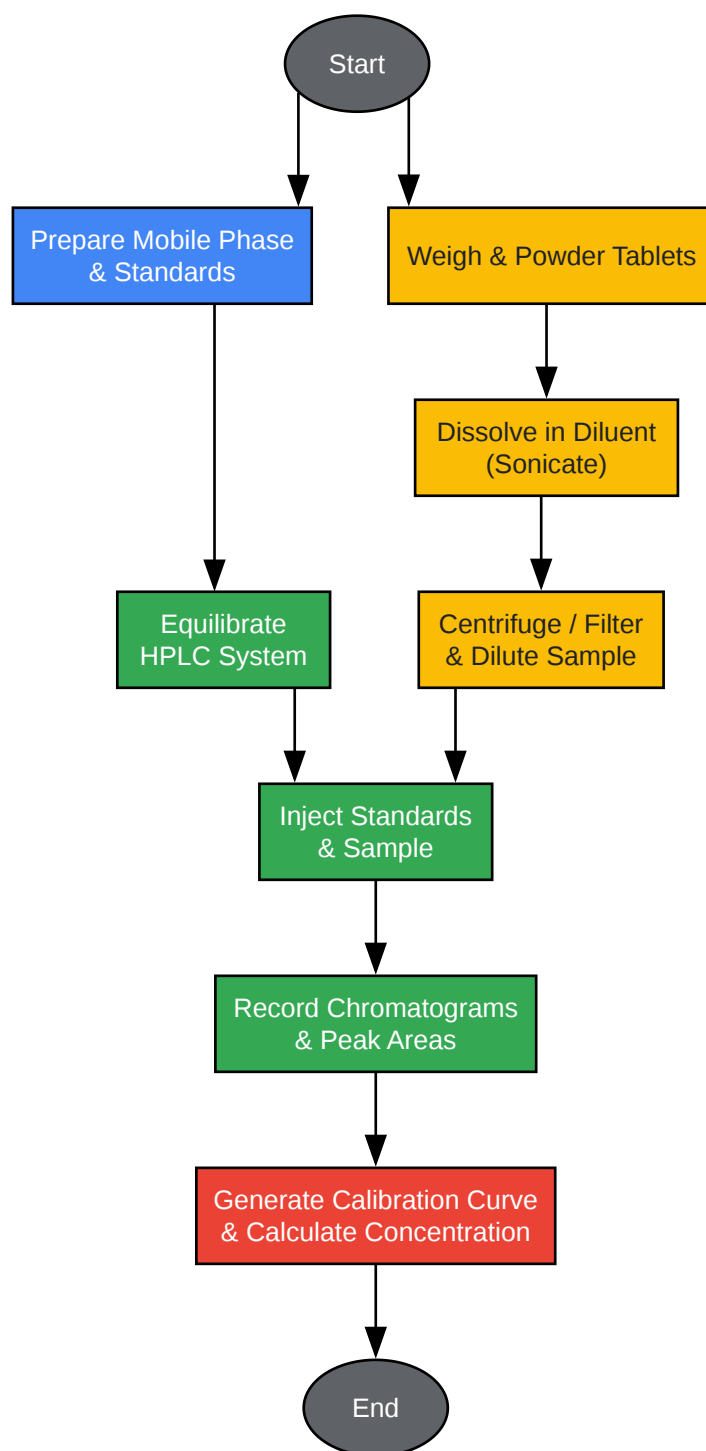 Start
Prepare Mobile Phase
& Standards
Weigh & Powder Tablets
Dissolve in Diluent
(Sonicate)
Equilibrate
HPLC System
Centrifuge / Filter
& Dilute Sample
Inject Standards
& Sample
Record Chromatograms
& Peak Areas
Generate Calibration Curve
& Calculate Concentration
End